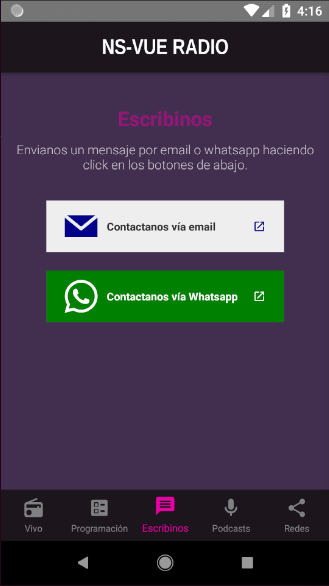 4:16
NS-VUE RADIO
Escribinos
Envianos un mensaje por email o whatsapp haciendo
click en los botones de abajo.
Contactanos vía email
Contactanos vía Whatsapp
Vivo
Programación
Escribinos
Podcasts
Redes